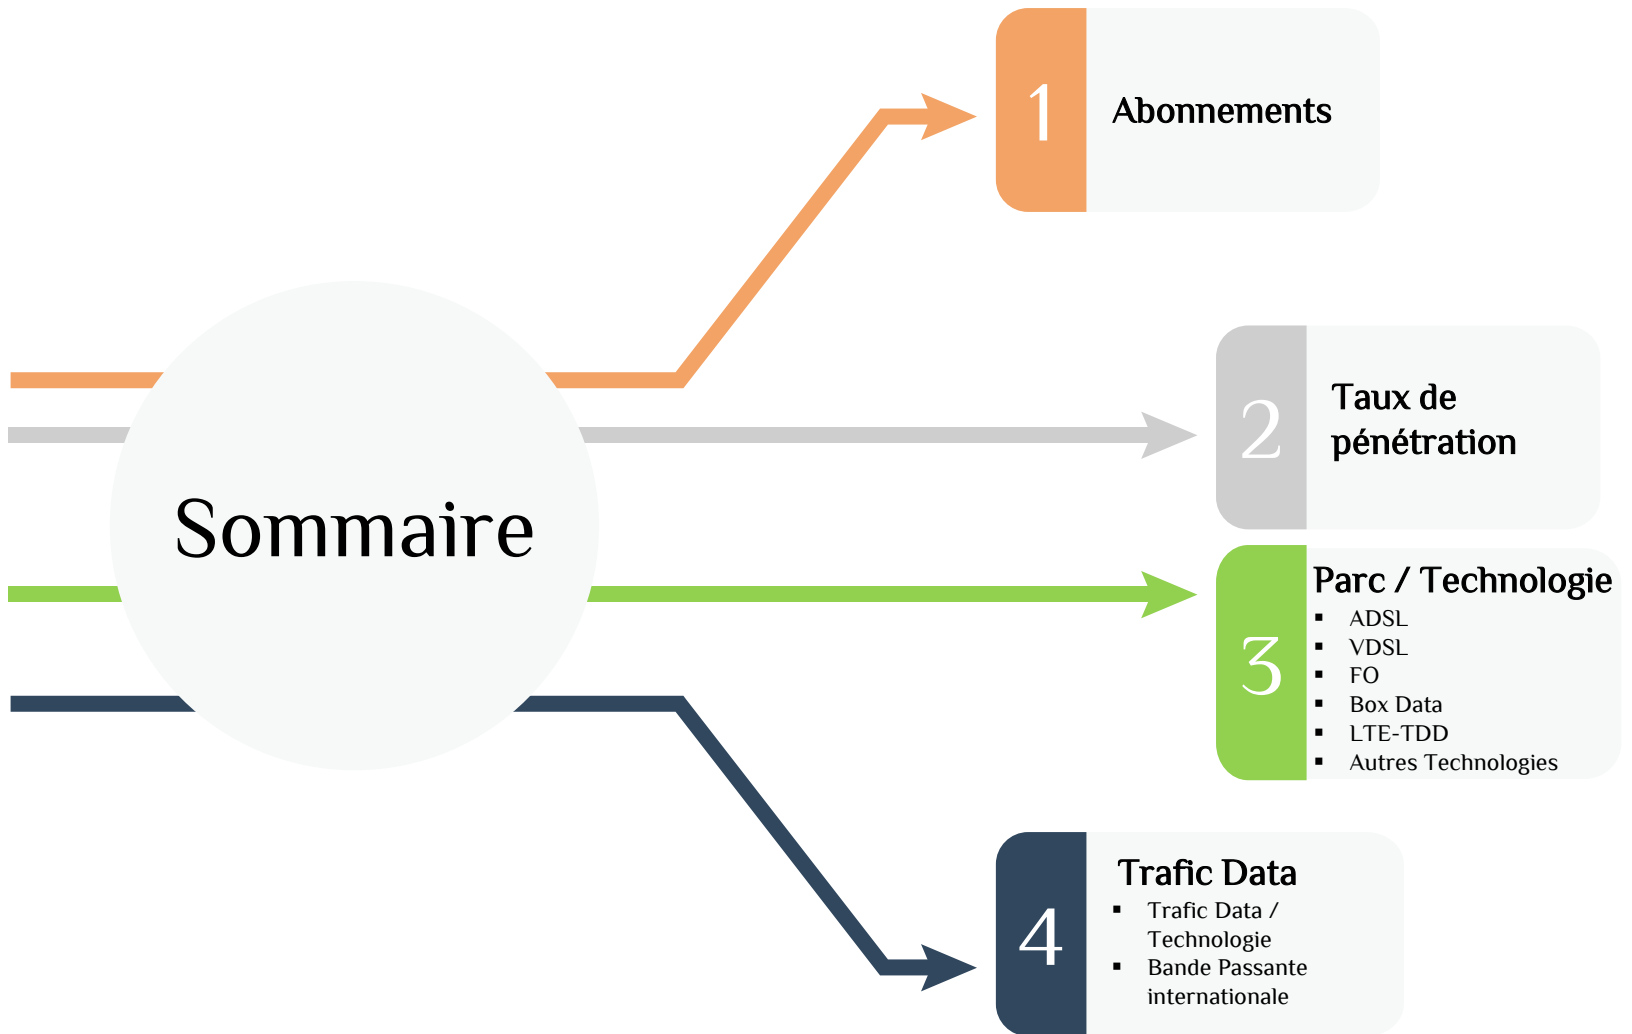 Sommaire
1
Abonnements
2
Taux de
pénétration
3
Parc / Technologie
▪ ADSL
▪ VDSL
▪ FO
▪ Box Data
▪ LTE-TDD
▪ Autres Technologies
4
Trafic Data
▪ Trafic Data /
Technologie
▪ Bande Passante
internationale